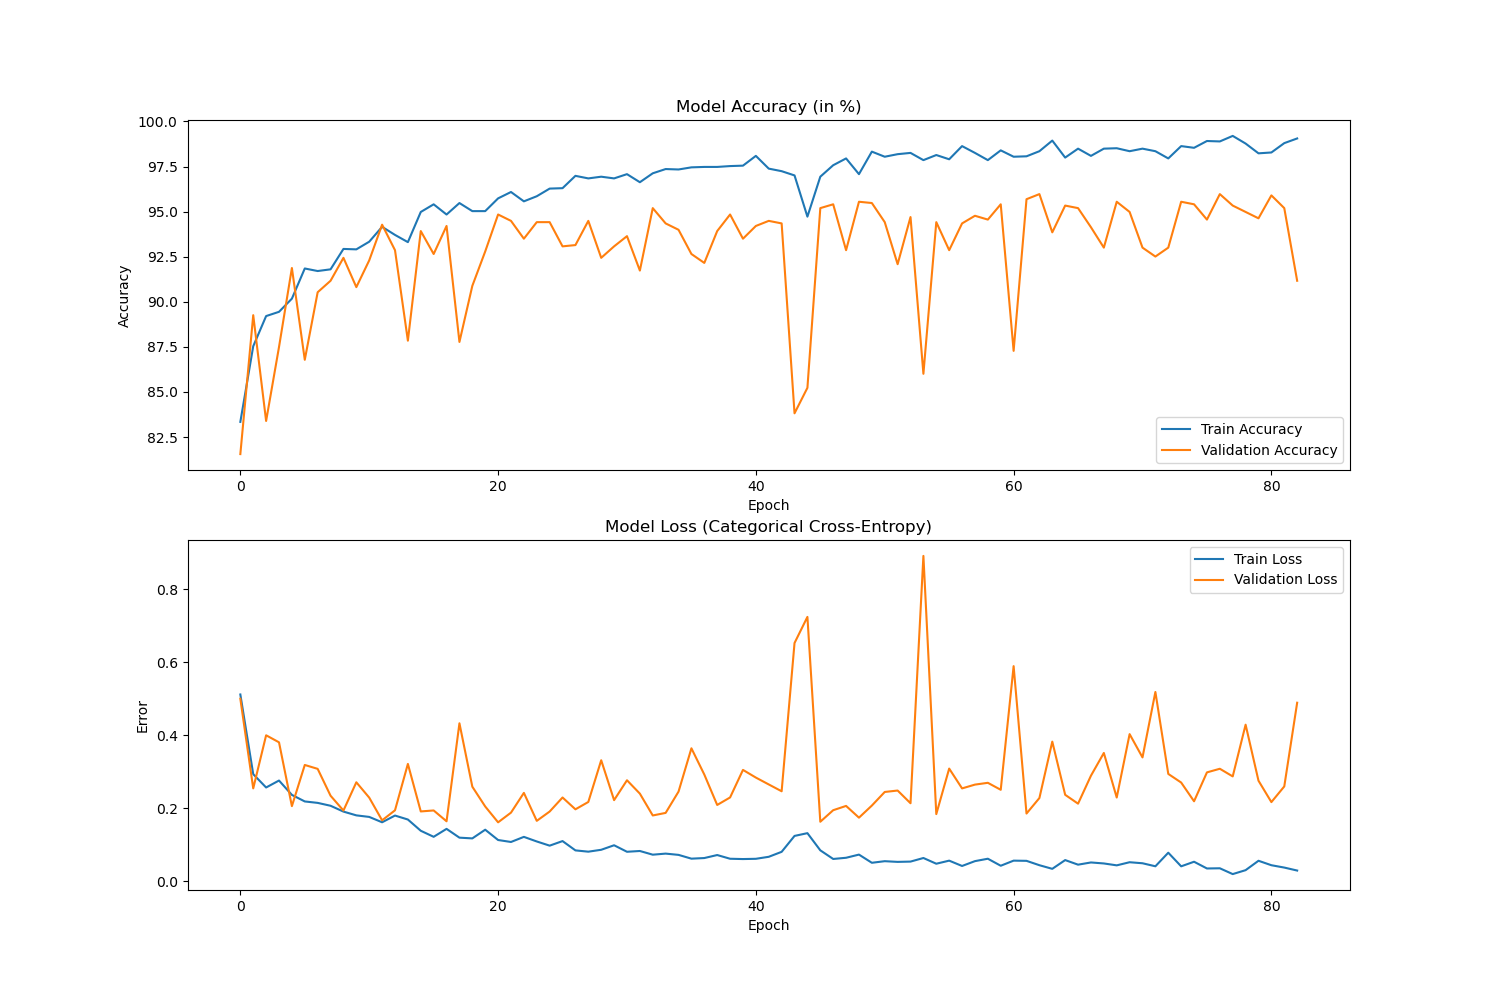 Model Accuracy (in %)
100.0
97.5
95.0
92.5
90.0
87.5
85.0
82.5
Accuracy
Train Accuracy
Validation Accuracy
0 20 40 60 80
Epoch
Model Loss (Categorical Cross-Entropy)
0.8
0.6
0.4
0.2
0.0
Error
Train Loss
Validation Loss
0 20 40 60 80
Epoch